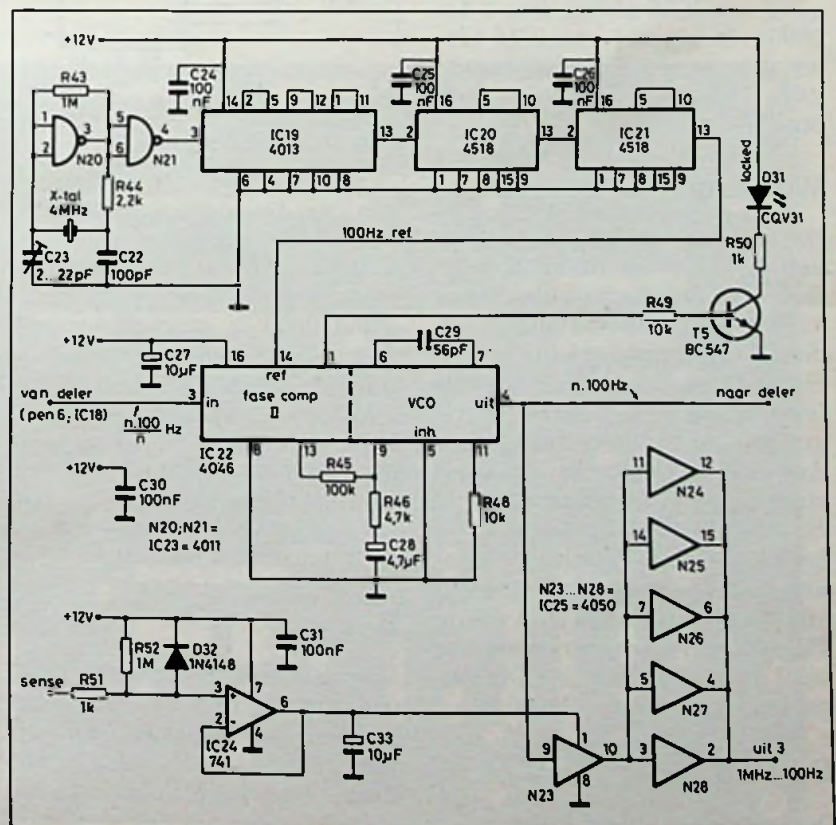 +12V
C24
100
nF
C25
100
nF
C26
100
nF
R43
1M
1
2
3
N20
5
6
4
N21
3
14 2 5 9 12 1 11
IC19
4013
13
6 4 7 10 8
16 5 10
2
IC20
4518
13
1 7 8 15 9
16 5 10
2
IC21
4518
13
1 7 8 15 9
locked
D31
CQV31
R44
2,2k
X-tal
4MHz
C23
2...22pF
C22
100pF
100Hz ref.
R50
1k
R49
10k
T5
BC547
+12V
C27
10µF
16 14 1 6 7
C29
56pF
van deler
(pen 6; IC18)
n.100
n
Hz
3
in
ref
fase comp
II
VCO
uit
inh
4
n.100Hz
naar deler
IC22
4046
8 13 9 5 11
+12V
C30
100nF
R45
100k
R46
4,7k
C28
4,7µF
R48
10k
N20;N21=
IC23=4011
11 12
N24
14 15
N25
N23...N28=
IC25=4050
7 6
N26
5 4
N27
3 2
N28
+12V
R52
1M
D32
1N4148
C31
100nF
sense
R51
1k
3
+
7
2
-
6
4
IC24
741
C33
10µF
9
1
10
8
N23
uit 3
1MHz...100Hz